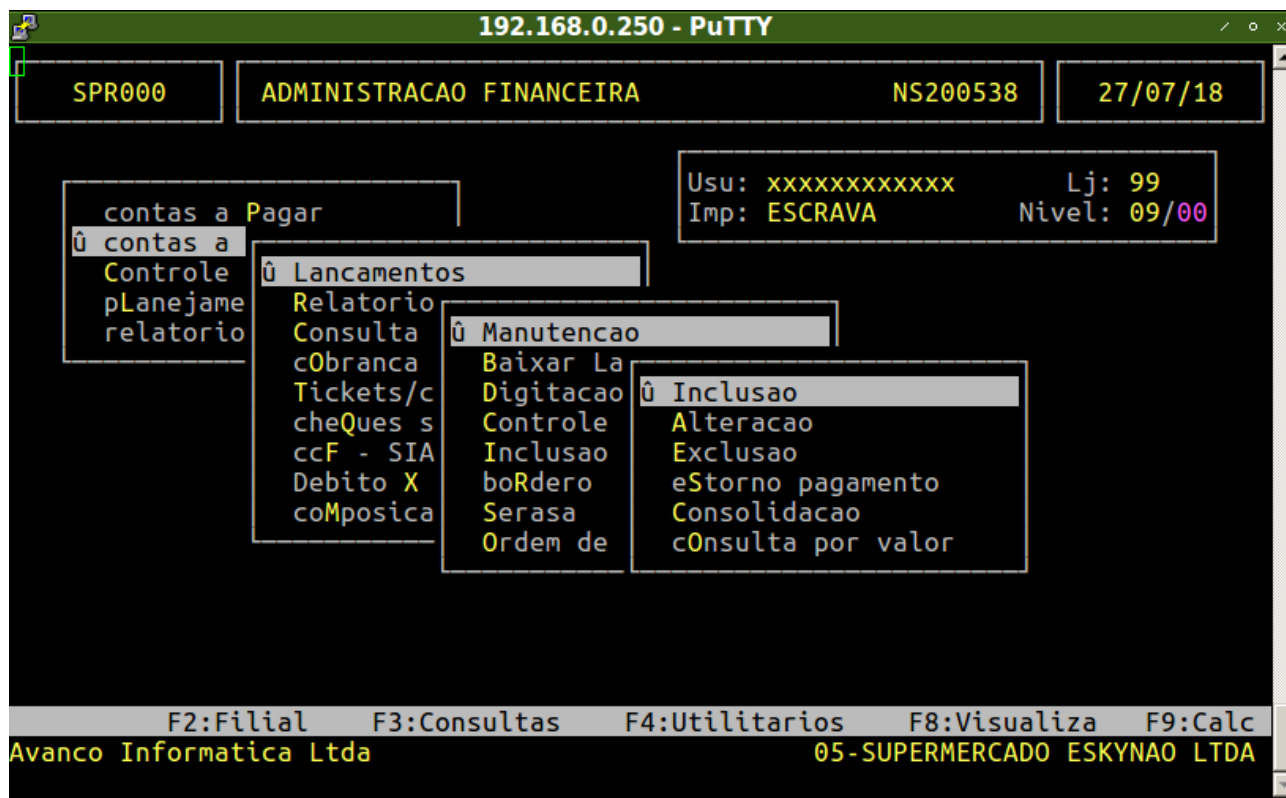 192.168.0.250 - PuTTY
SPR000 ADMINISTRACAO FINANCEIRA NS200538 27/07/18
Usu: xxxxxxxxxxxx Lj: 99
Imp: ESCRAVA Nivel: 09/00
contas a Pagar
û contas a
Controle
pLanejame
relatorio
û Lancamentos
Relatorio
Consulta
cObranca
Tickets/c
cheQues s
ccF - SIA
Debito X
coMposica
û Manutencao
Baixar La
Digitacao
Controle
Inclusao
boRdero
Serasa
Ordem de
û Inclusao
Alteracao
Exclusao
eStorno pagamento
Consolidacao
cOnsulta por valor
F2:Filial F3:Consultas F4:Utilitarios F8:Visualiza F9:Calc
Avanco Informatica Ltda 05-SUPERMERCADO ESKYNAO LTDA